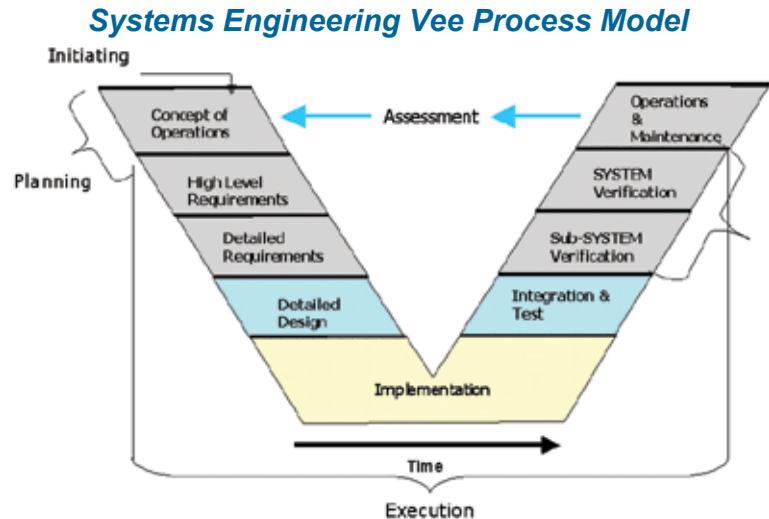 Systems Engineering Vee Process Model
Initiating
Concept of
Operations
Assessment
Operations
&
Maintenance
Planning
High Level
Requirements
SYSTEM
Verification
Detailed
Requirements
Sub-SYSTEM
Verification
Detailed
Design
Integration &
Test
Implementation
Time
Execution